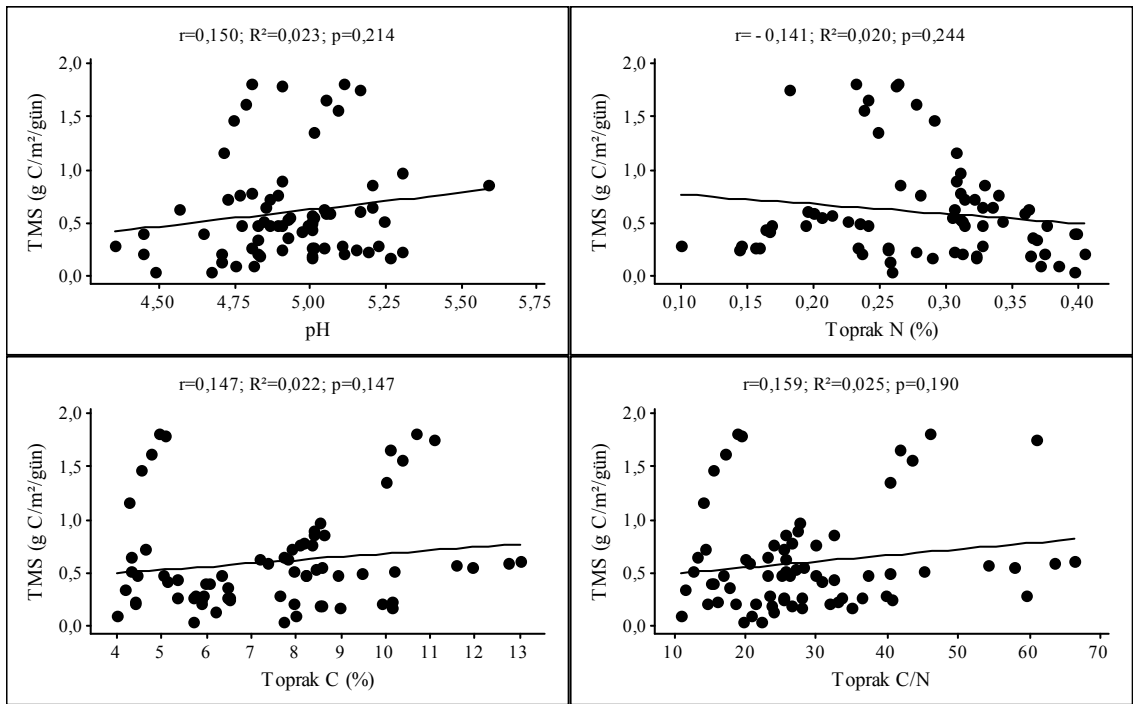 r=0,150; R²=0,023; p=0,214
TMS (g C/m²/gün)
2,0
1,5
1,0
0,5
0,0
4,50 4,75 5,00 5,25 5,50 5,75
pH
r= - 0,141; R²=0,020; p=0,244
TMS (g C/m²/gün)
2,0
1,5
1,0
0,5
0,0
0,10 0,15 0,20 0,25 0,30 0,35 0,40
Toprak N (%)
r=0,147; R²=0,022; p=0,147
TMS (g C/m²/gün)
2,0
1,5
1,0
0,5
0,0
4 5 6 7 8 9 10 11 12 13
Toprak C (%)
r=0,159; R²=0,025; p=0,190
TMS (g C/m²/gün)
2,0
1,5
1,0
0,5
0,0
10 20 30 40 50 60 70
Toprak C/N